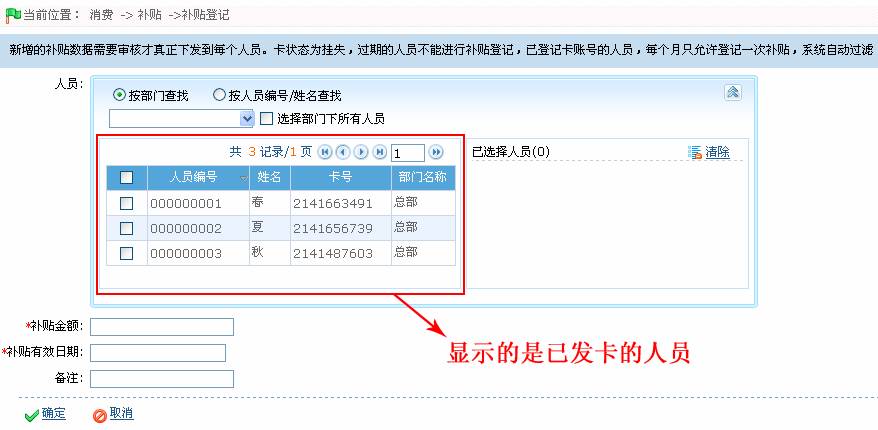 当前位置： 消费 -> 补贴 ->补贴登记
新增的补贴数据需要审核才真正下发到每个人员。卡状态为挂失，过期的人员不能进行补贴登记，已登记卡账号的人员，每个月只允许登记一次补贴，系统自动过滤
人员:
按部门查找 按人员编号/姓名查找
选择部门下所有人员
共 3 记录/1 页 1
人员编号 姓名 卡号 部门名称
000000001 春 2141663491 总部
000000002 夏 2141656739 总部
000000003 秋 2141487603 总部
已选择人员(0) 清除
显示的是已发卡的人员
*补贴金额:
*补贴有效日期:
备注:
确定 取消